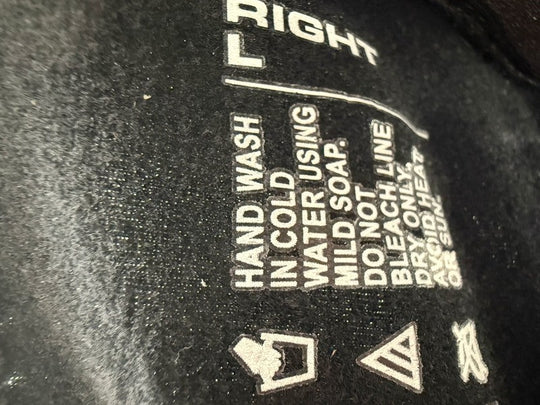 RIGHT
L
HAND WASH
IN COLD
WATER USING
MILD SOAP.
DO NOT
BLEACH LINE
DRY ONLY.
AVOID HEAT
OR SUN.